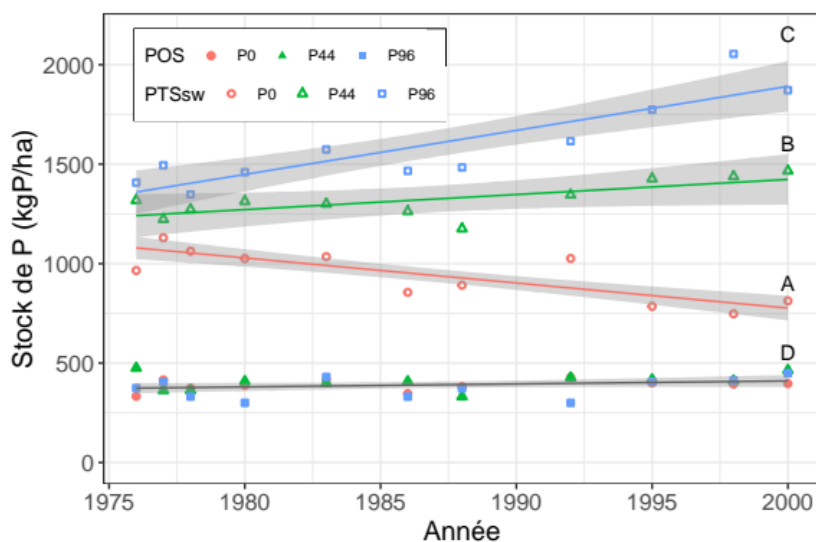 C
POS P0 P44 P96
PTSsw P0 P44 P96
2000
B
1500
A
1000
D
500
0
Stock de P (kgP/ha)
1975 1980 1985 1990 1995 2000
Année